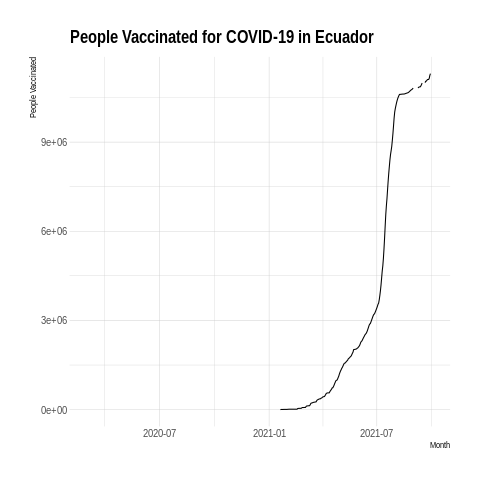 People Vaccinated for COVID-19 in Ecuador
People Vaccinated
9e+06
6e+06
3e+06
0e+00
2020-07
2021-01
2021-07
Month